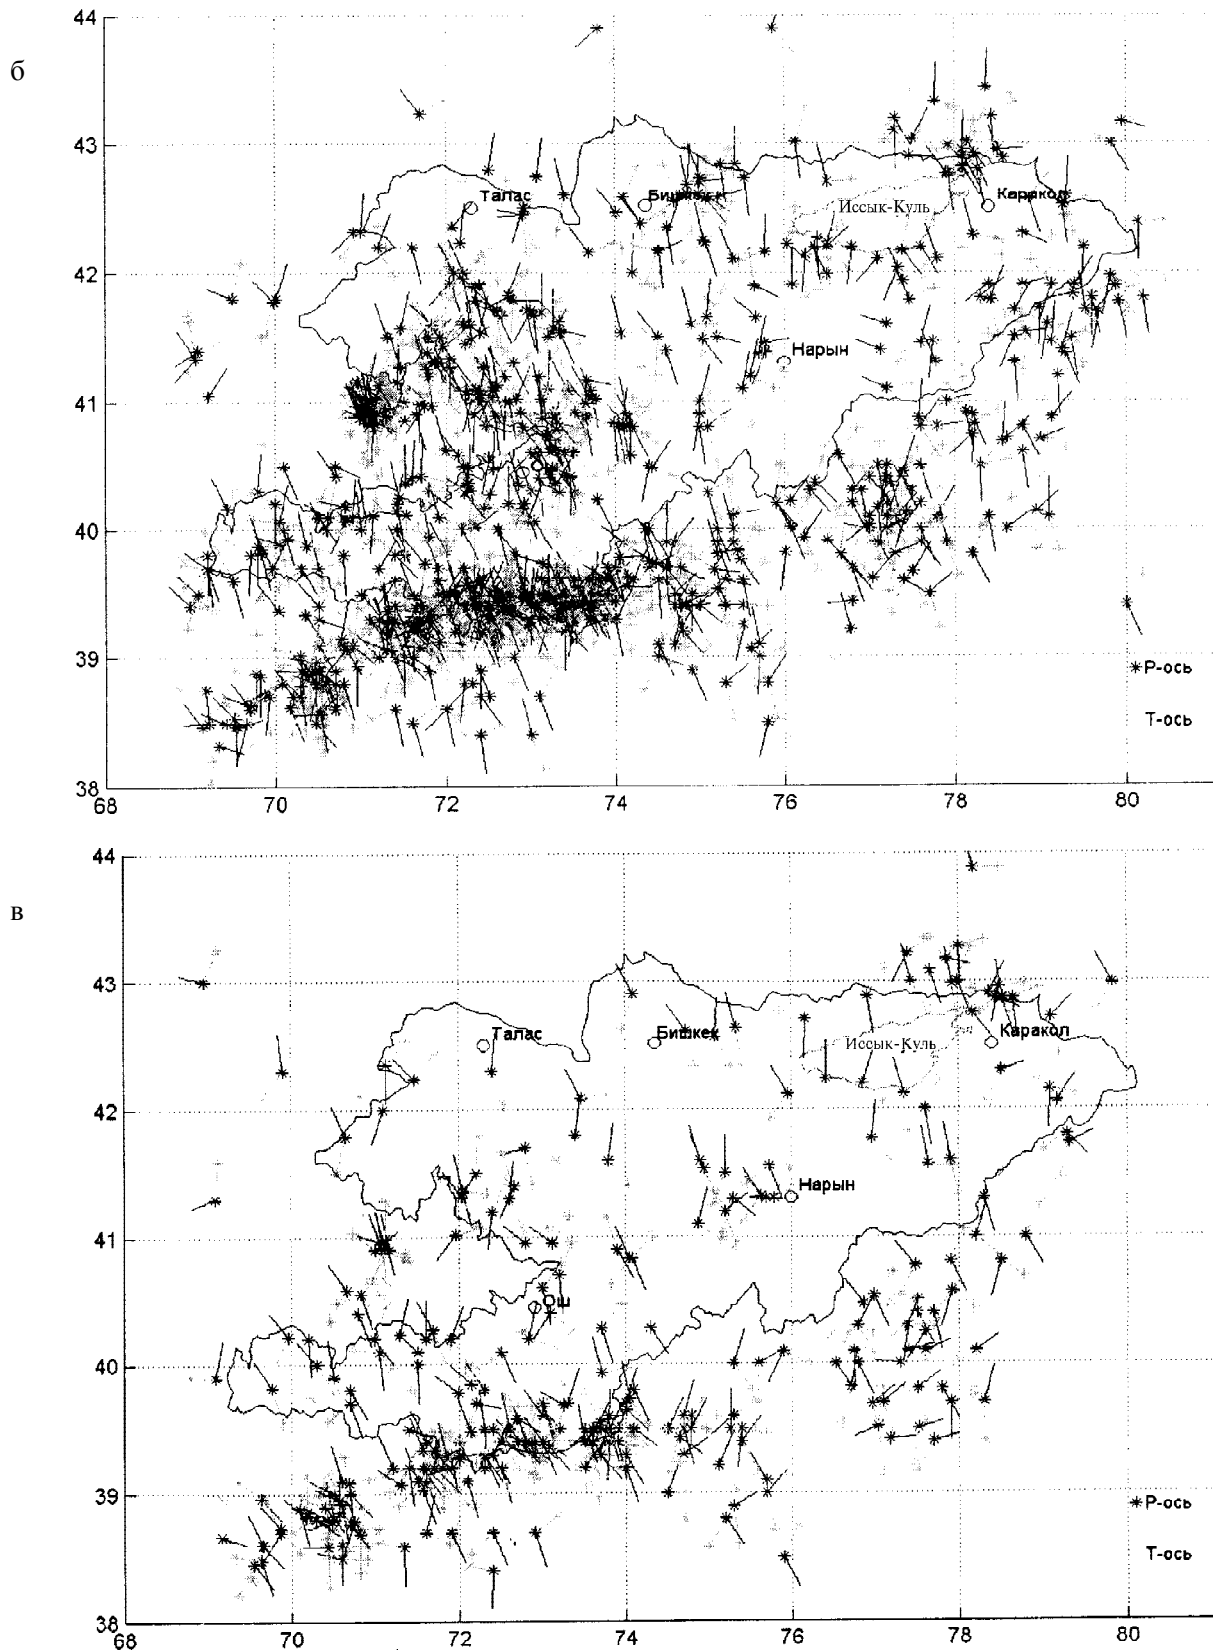 б
44
43
42
41
40
39
38
68 70 72 74 76 78 80
Талас
Бишкек
Иссык-Куль
Каракол
Нарын
Р-ось
Т-ось
в
44
43
42
41
40
39
38
68 70 72 74 76 78 80
Талас
Бишкек
Иссык-Куль
Каракол
Нарын
Ош
Р-ось
Т-ось